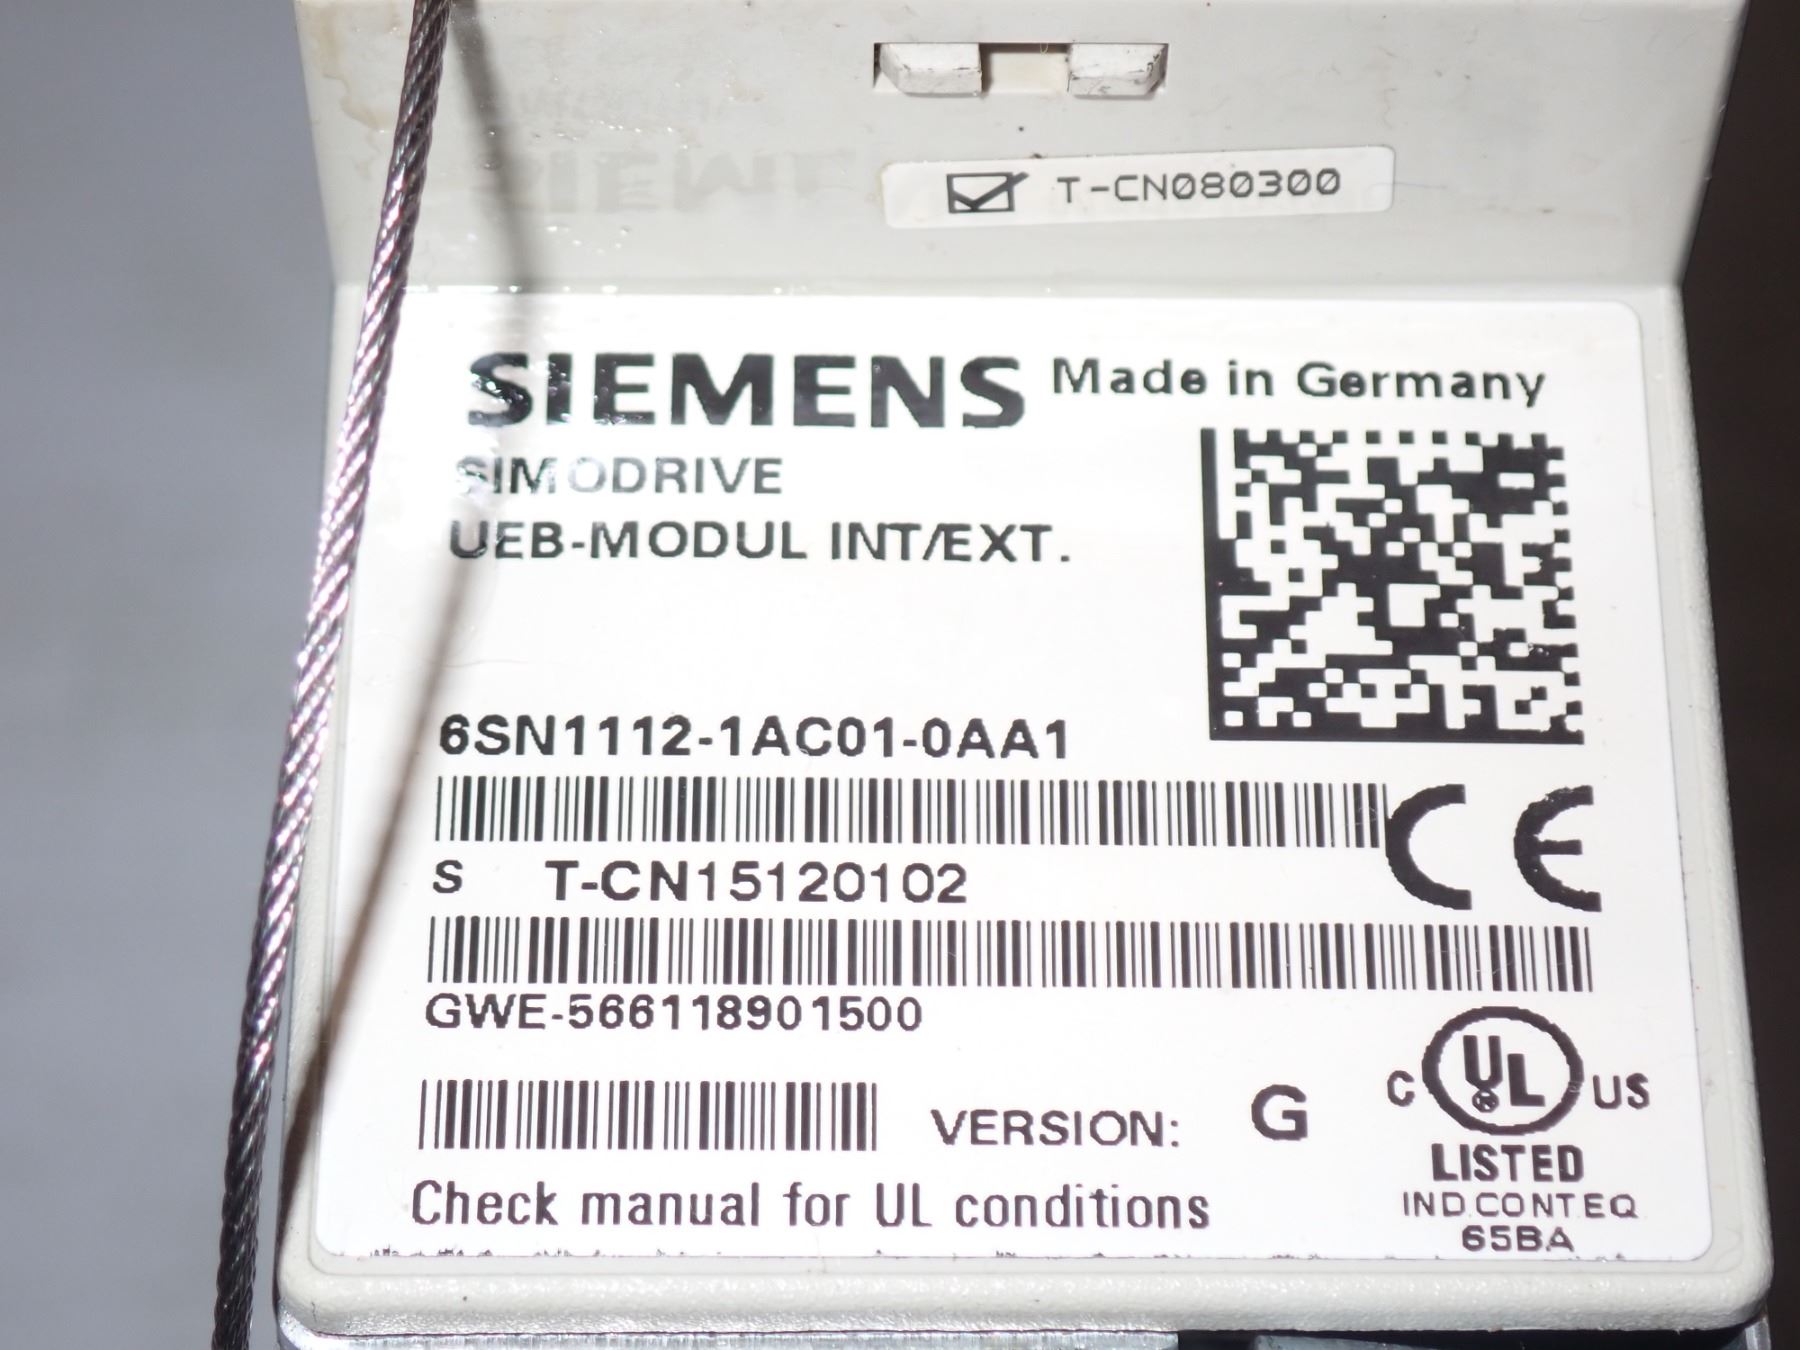 T-CN080300
SIEMENS Made in Germany
SIMODRIVE
UEB-MODUL INT/EXT.
6SN1112-1AC01-0AA1
CE
S T-CN15120102
GWE-566118901500
VERSION: G
C UL US
LISTED
IND.CONT.EQ
65BA
Check manual for UL conditions